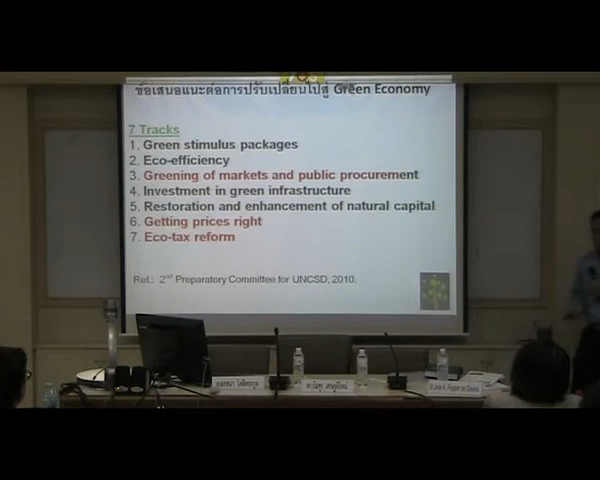 ข้อเสนอแนะต่อการปรับเปลี่ยนไปสู่ Green Economy
7 Tracks
1. Green stimulus packages
2. Eco-efficiency
3. Greening of markets and public procurement
4. Investment in green infrastructure
5. Restoration and enhancement of natural capital
6. Getting prices right
7. Eco-tax reform
Ref.: 2nd Preparatory Committee for UNCSD, 2010.